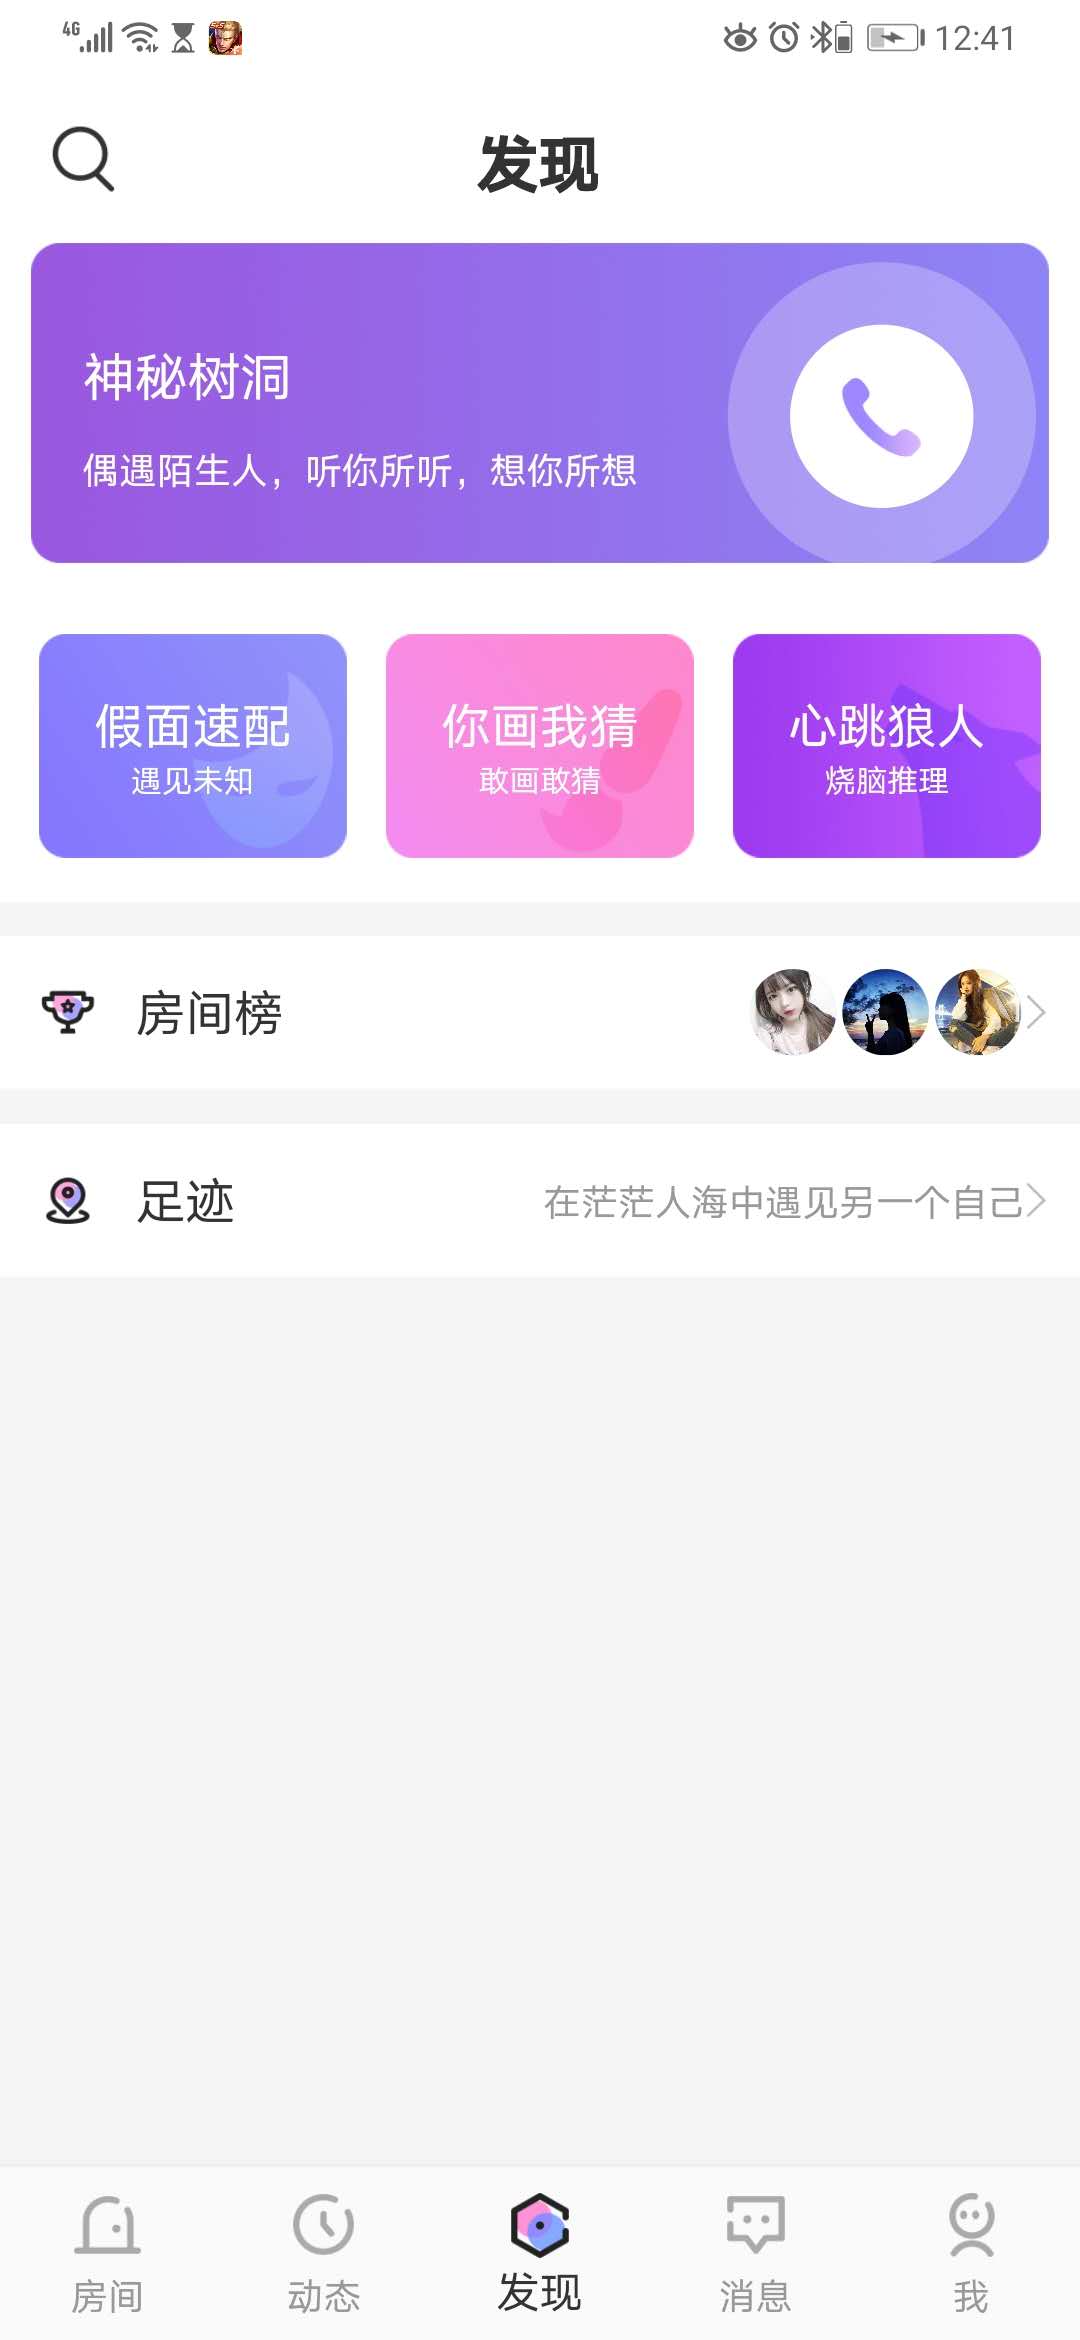 4G 12:41
发现
神秘树洞
偶遇陌生人，听你所听，想你所想
假面速配 你画我猜 心跳狼人
遇见未知 敢画敢猜 烧脑推理
房间榜
足迹 在茫茫人海中遇见另一个自己
房间 动态 发现 消息 我